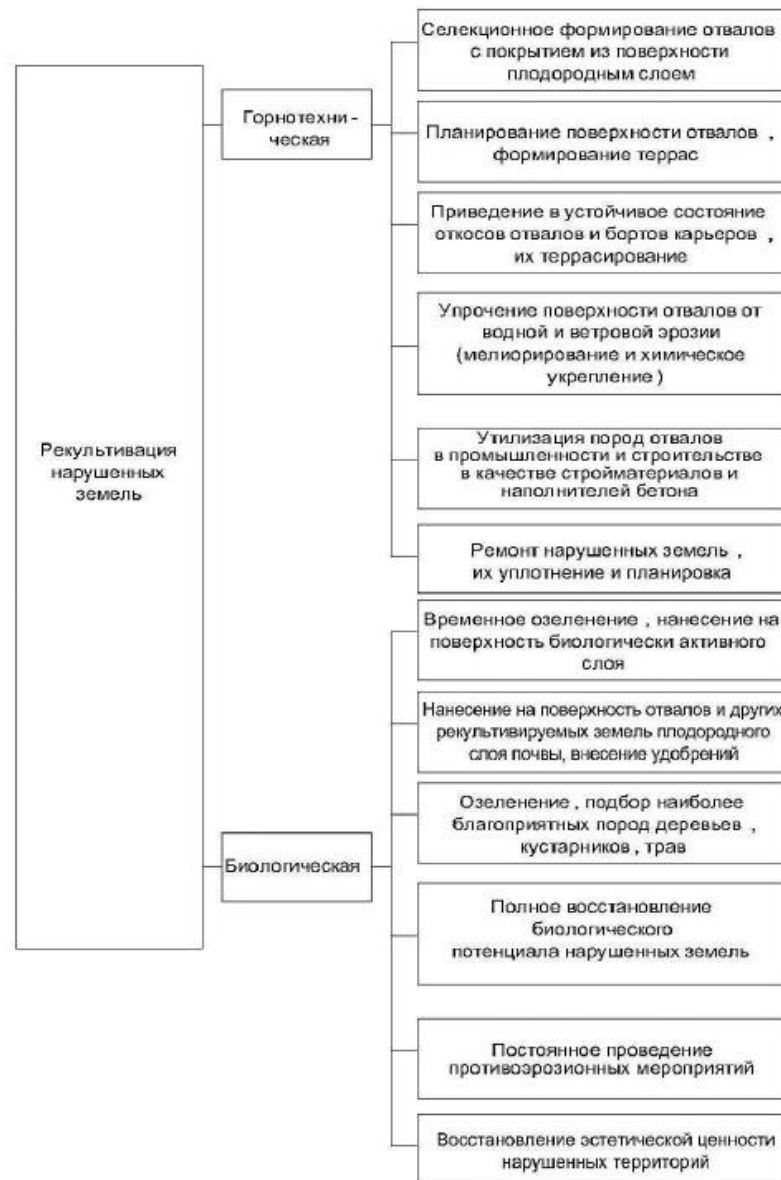 Рекультивация
нарушенных
земель
Горнотехни -
ческая
Селекционное формирование отвалов
с покрытием из поверхности
плодородным слоем
Планирование поверхности отвалов ,
формирование террас
Приведение в устойчивое состояние
откосов отвалов и бортов карьеров ,
их террасирование
Упрочение поверхности отвалов от
водной и ветровой эрозии
(мелиорирование и химическое
укрепление )
Утилизация пород отвалов
в промышленности и строительстве
в качестве стройматериалов и
наполнителей бетона
Ремонт нарушенных земель ,
их уплотнение и планировка
Биологическая
Временное озеленение , нанесение на
поверхность биологически активного
слоя
Нанесение на поверхность отвалов и других
рекультивируемых земель плодородного
слоя почвы, внесение удобрений
Озеленение , подбор наиболее
благоприятных пород деревьев ,
кустарников , трав
Полное восстановление
биологического
потенциала нарушенных земель
Постоянное проведение
противоэрозионных мероприятий
Восстановление эстетической ценности
нарушенных территорий